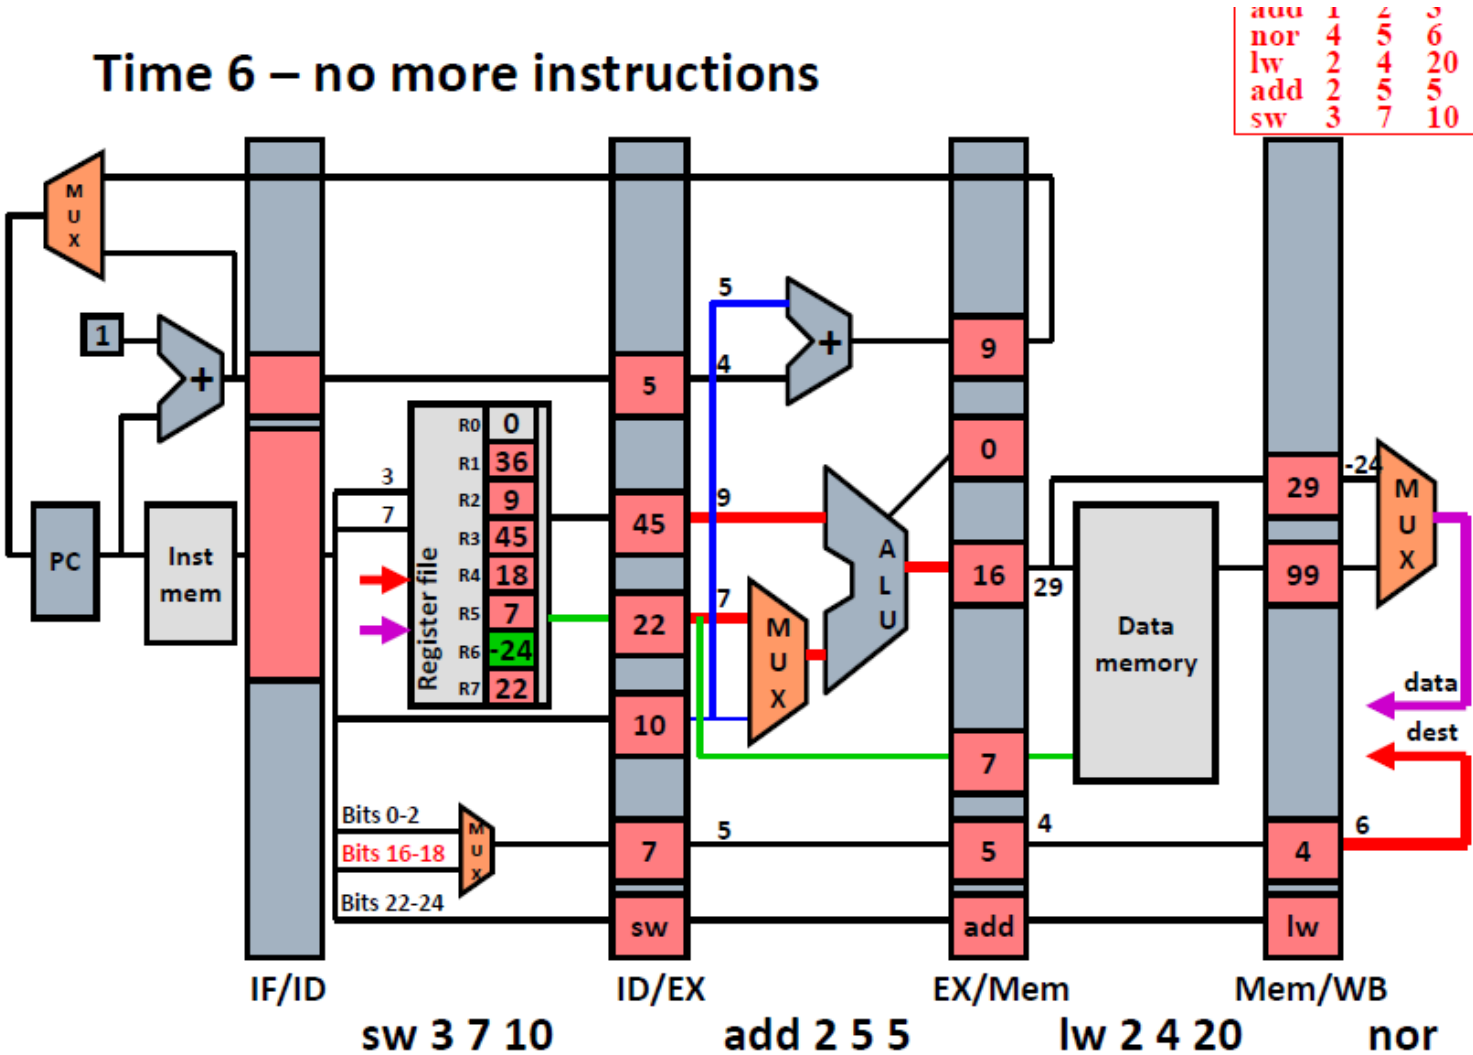 add 1 2 3
nor 4 5 6
lw 2 4 20
add 2 5 5
sw 3 7 10
Time 6 – no more instructions
M
U
X
1
+
PC
Inst
mem
3
7
Register file
R0 0
R1 36
R2 9
R3 45
R4 18
R5 7
R6 -24
R7 22
Bits 0-2
Bits 16-18
Bits 22-24
M
U
X
5
45
22
10
7
sw
5
4
9
7
5
+
M
U
X
A
L
U
9
0
16
7
5
add
29
4
Data
memory
29
99
4
lw
-24
6
M
U
X
data
dest
IF/ID ID/EX EX/Mem Mem/WB
sw 3 7 10 add 2 5 5 lw 2 4 20 nor